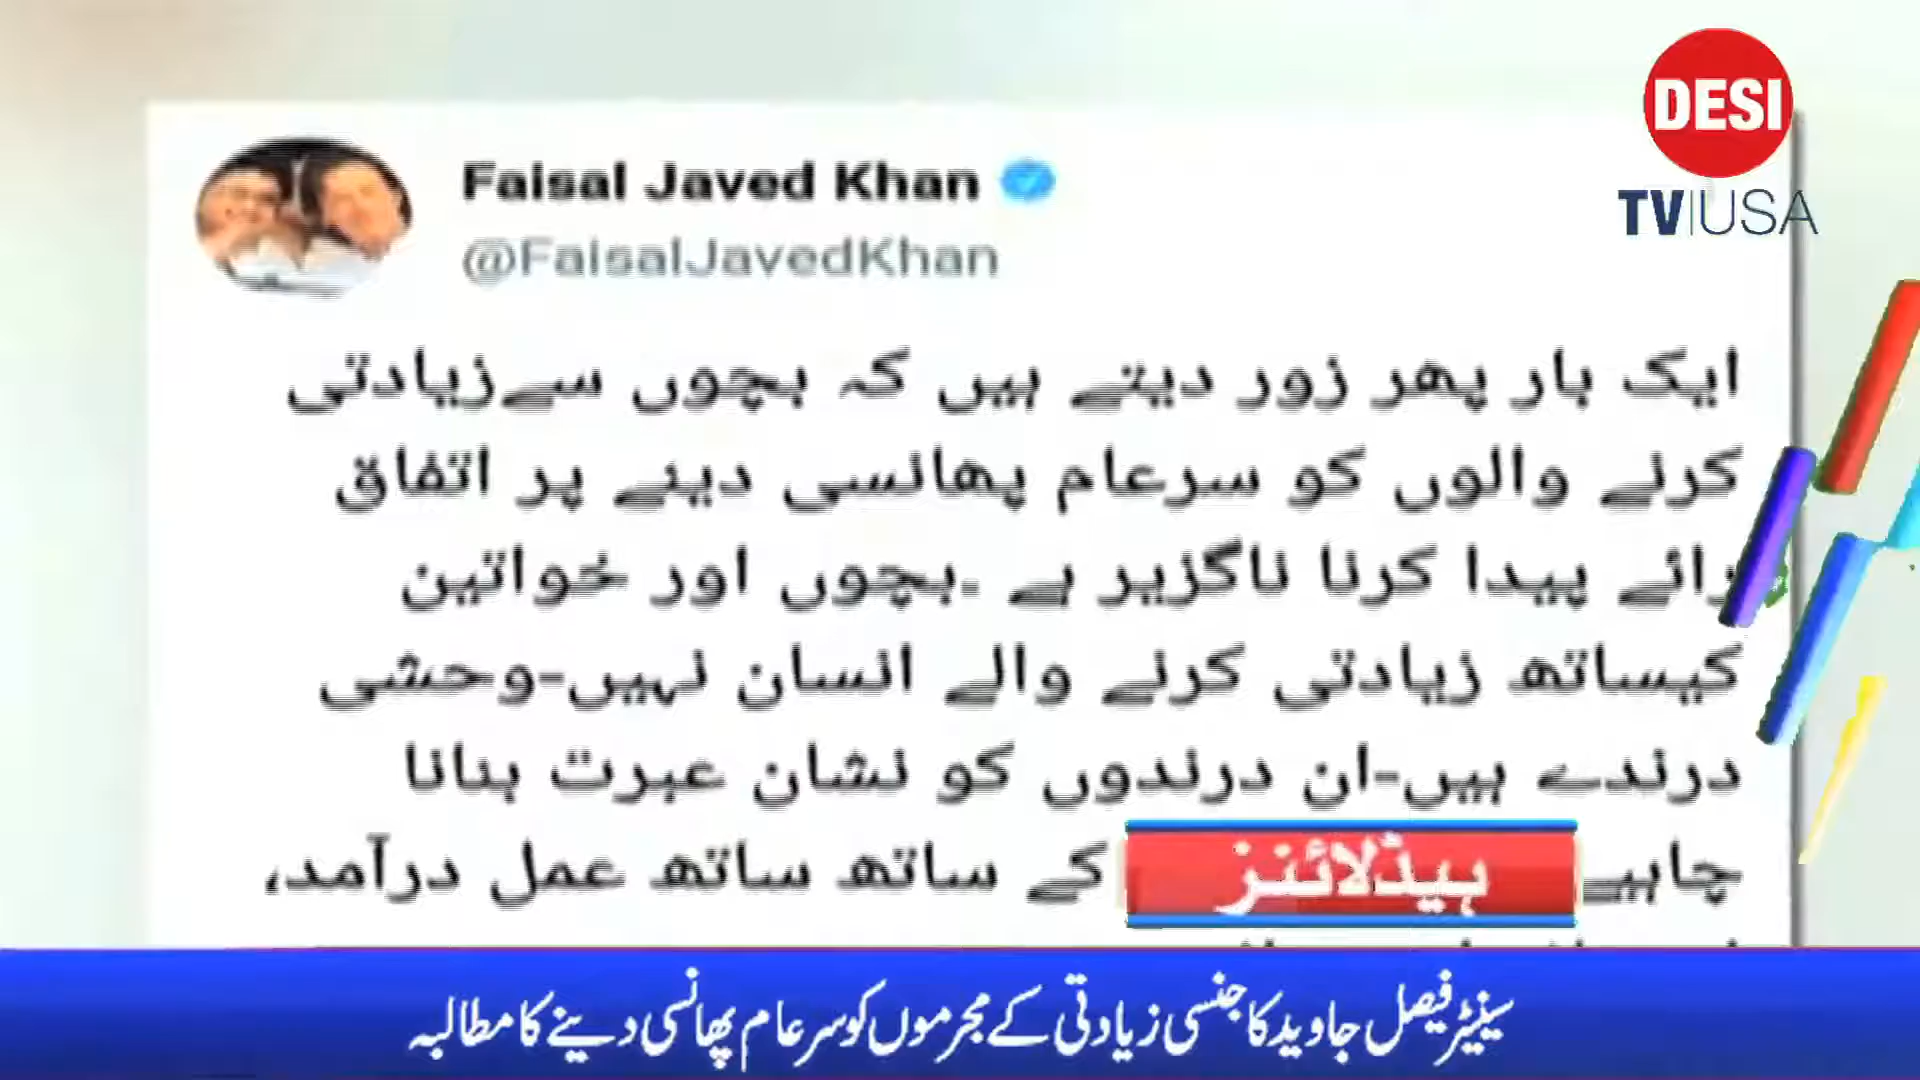 DESI
TV|USA
Faisal Javed Khan
@FaisalJavedKhan
ایک بار پھر زور دیتے ہیں کہ بچوں سےزیادتی
کرنے والوں کو سرعام پھانسی دینے پر اتفاق
رائے پیدا کرنا ناگزیر ہے ۔بچوں اور خواتین
کیساتھ زیادتی کرنے والے انسان نہیں-وحشی
درندے ہیں-ان درندوں کو نشان عبرت بنانا
چاہیے کے ساتھ ساتھ عمل درآمد،
ہیڈلائنز
سینیٹر فیصل جاوید کا جنسی زیادتی کے مجرموں کو سرعام پھانسی دینے کا مطالبہ